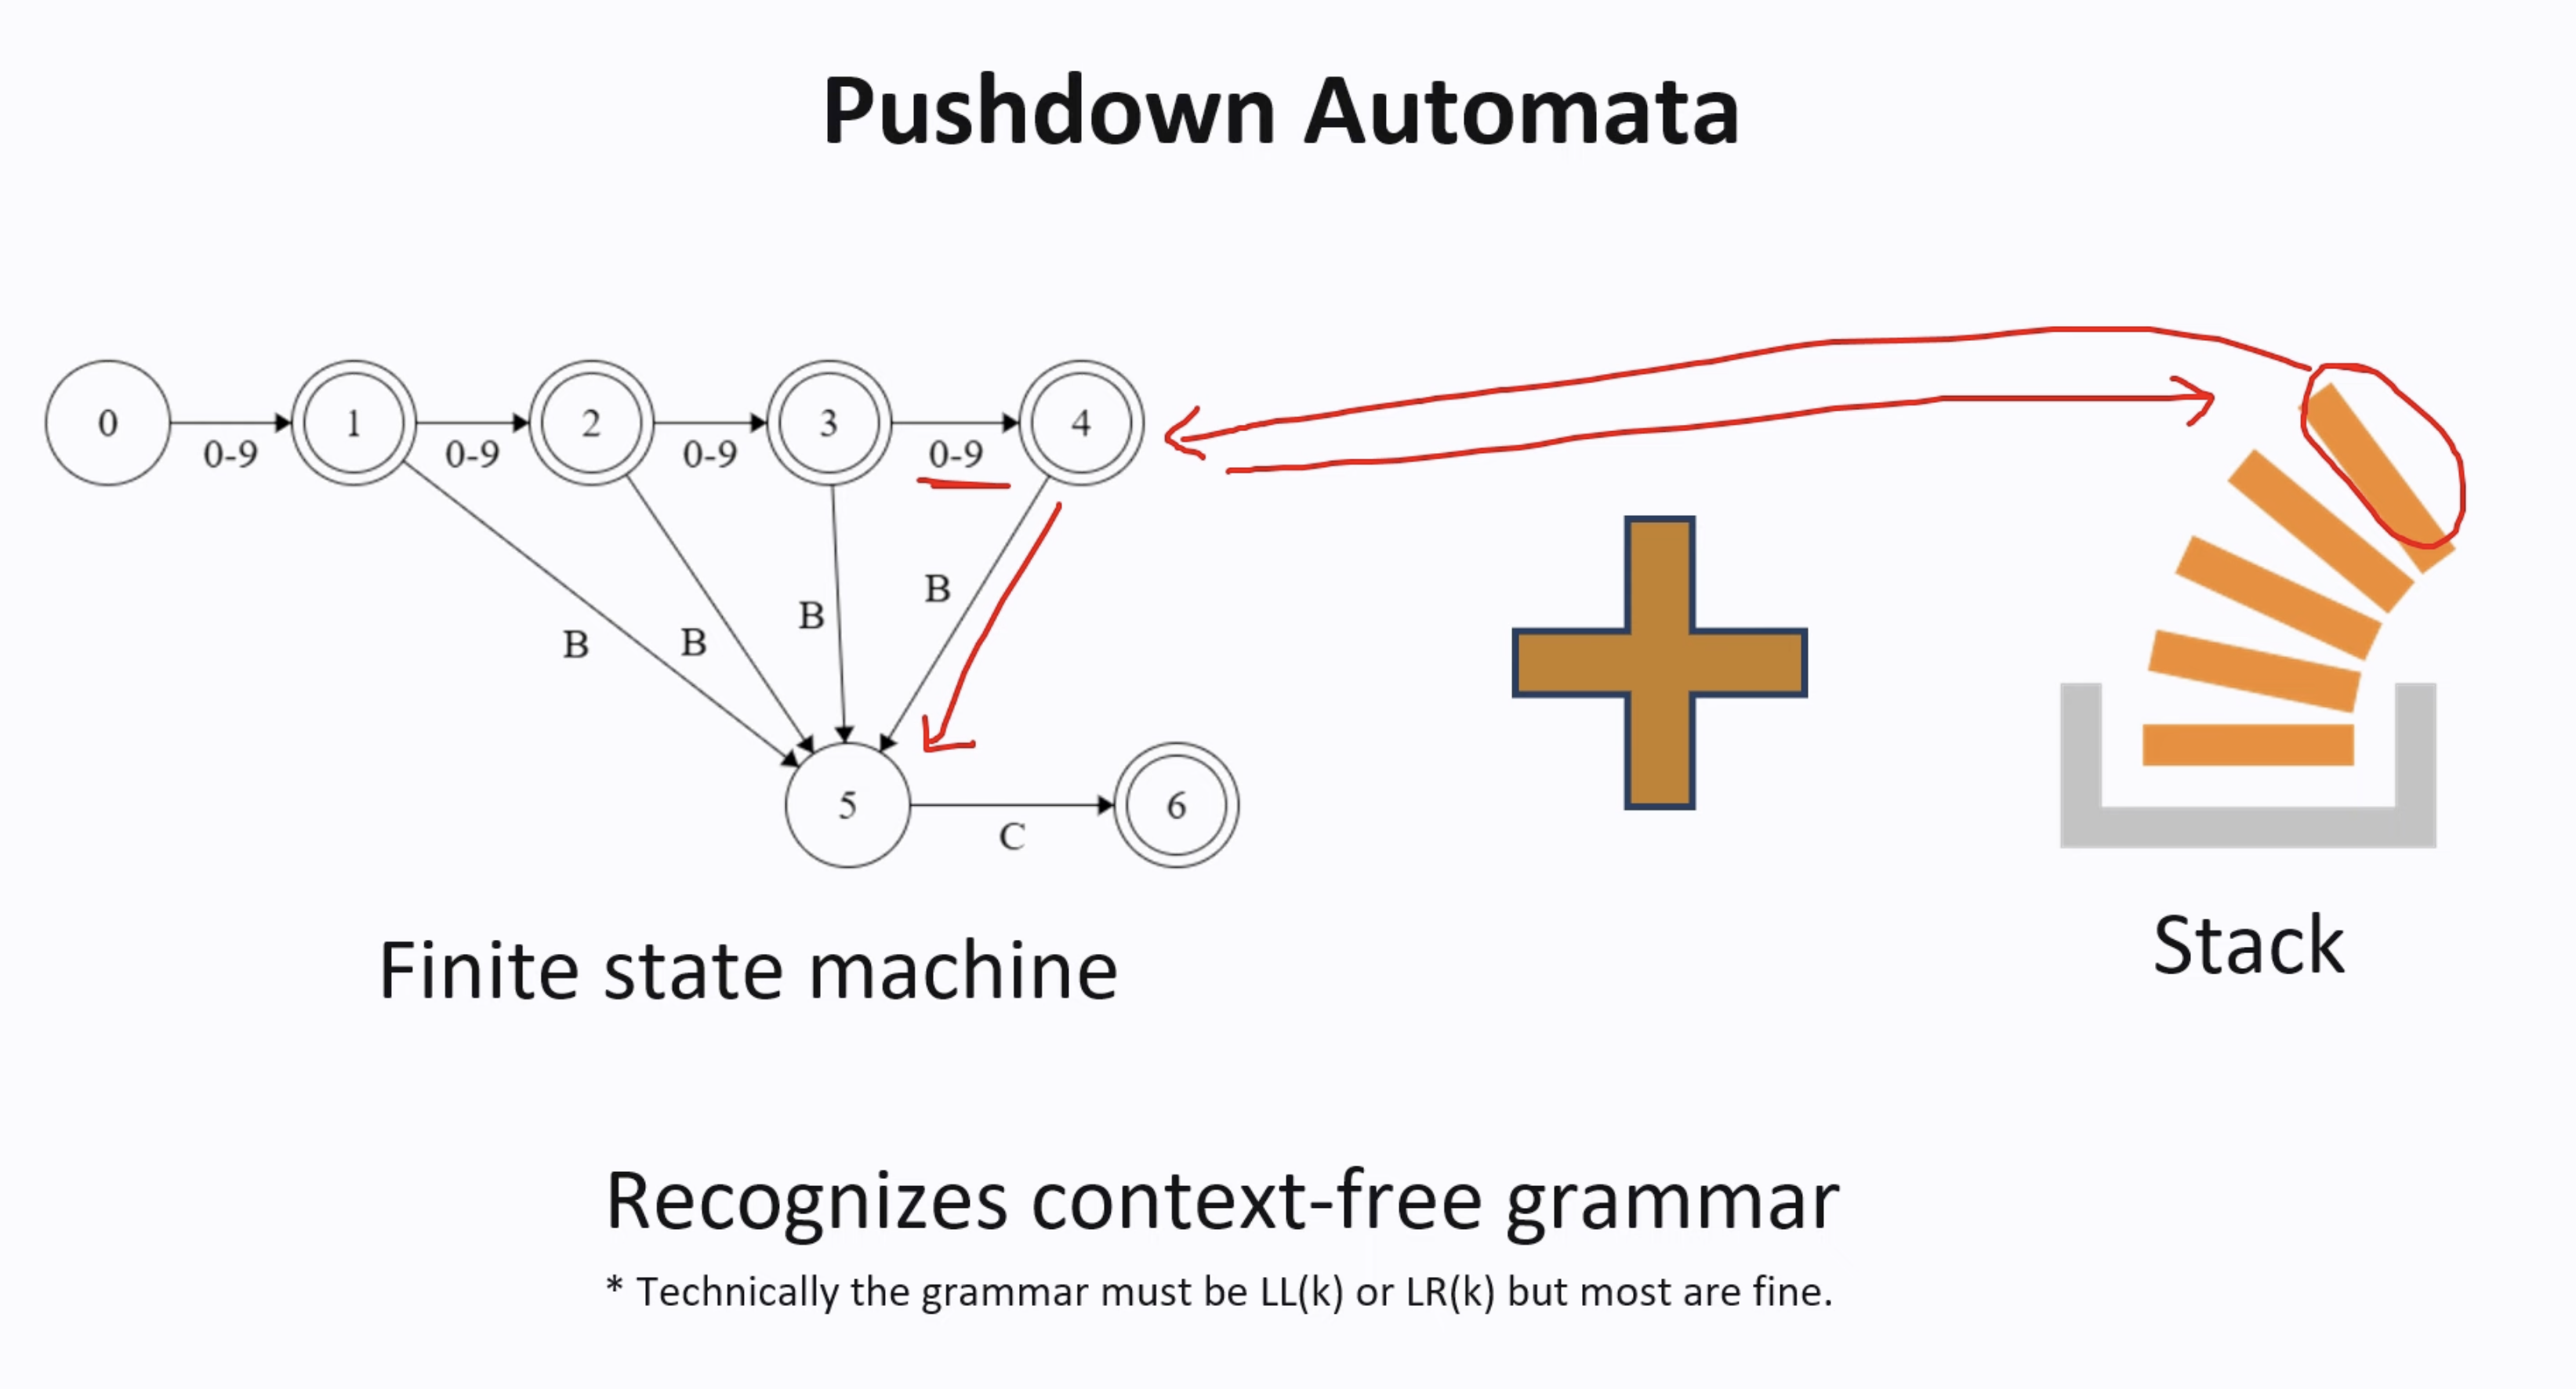 Pushdown Automata
0 1 2 3 4
0-9 0-9 0-9 0-9
B B B B
5 6
C
Finite state machine
Stack
Recognizes context-free grammar
* Technically the grammar must be LL(k) or LR(k) but most are fine.